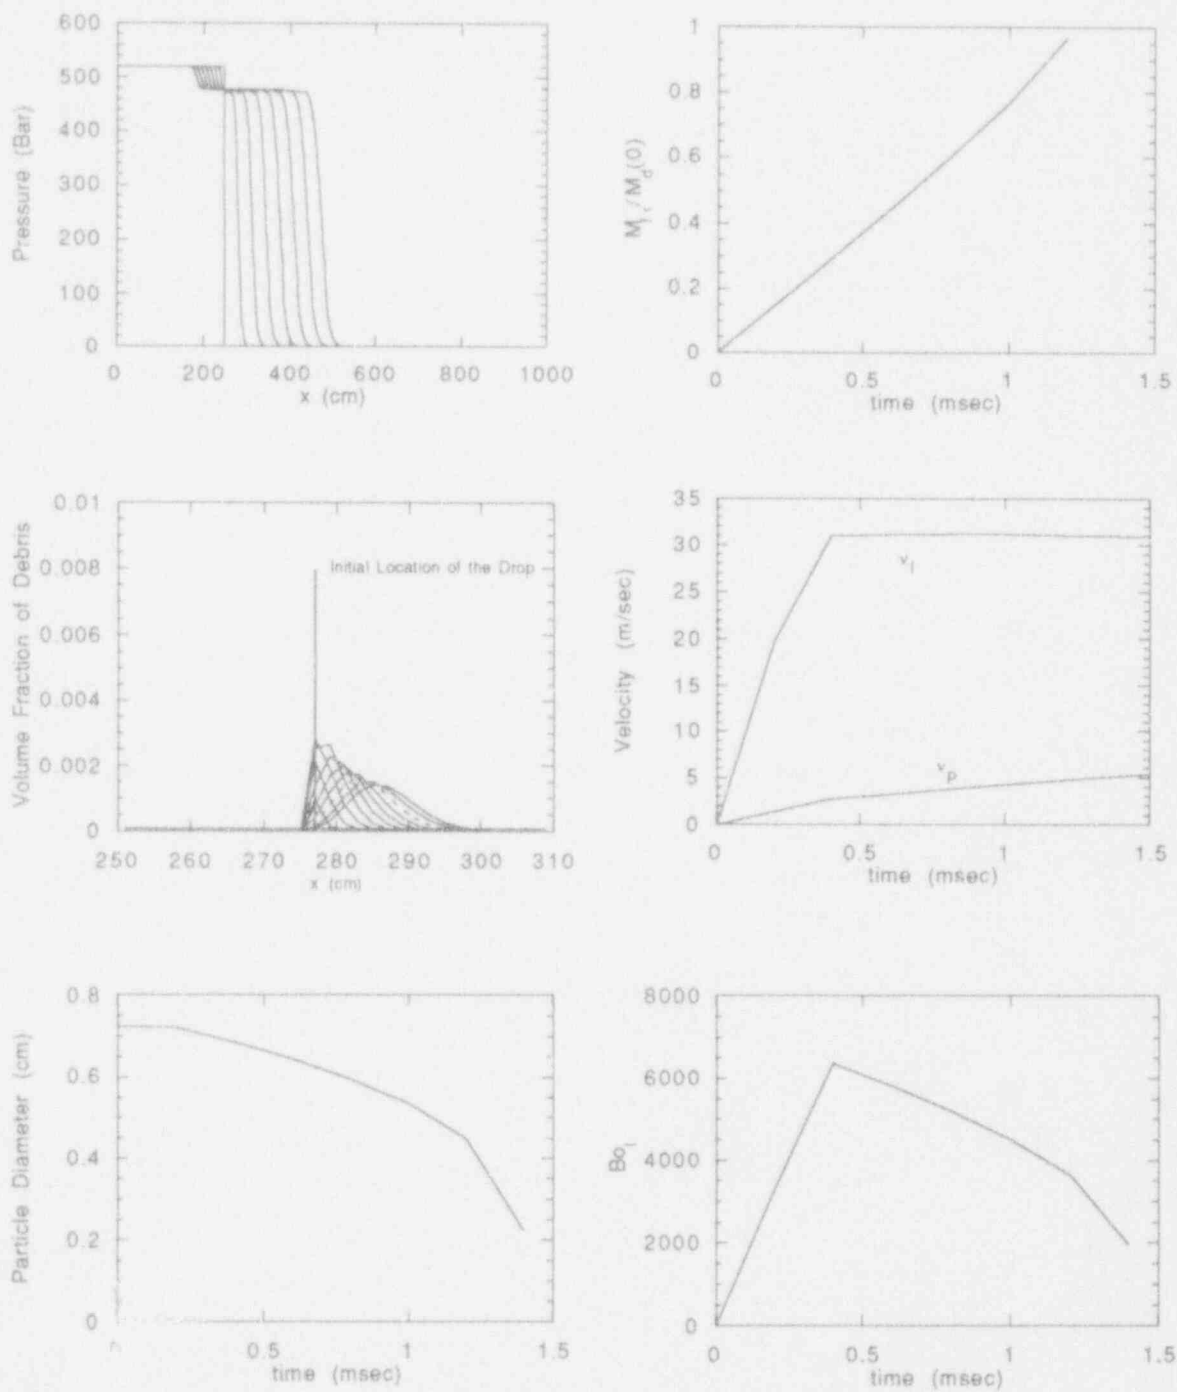 600
500
400
300
200
100
0
Pressure (Bar)
0 200 400 600 800 1000
x (cm)
1
0.8
0.6
0.4
0.2
0
0 0.5 1 1.5
time (msec)
0.01
0.008
0.006
0.004
0.002
0
Volume Fraction of Debris
Initial Location of the Drop
250 260 270 280 290 300 310
x (cm)
35
30
25
20
15
10
5
0
Velocity (m/sec)
v_l
v_p
0 0.5 1 1.5
time (msec)
0.8
0.6
0.4
0.2
0
Particle Diameter (cm)
0.5 1 1.5
time (msec)
8000
6000
4000
2000
0
Bo_l
0 0.5 1 1.5
time (msec)